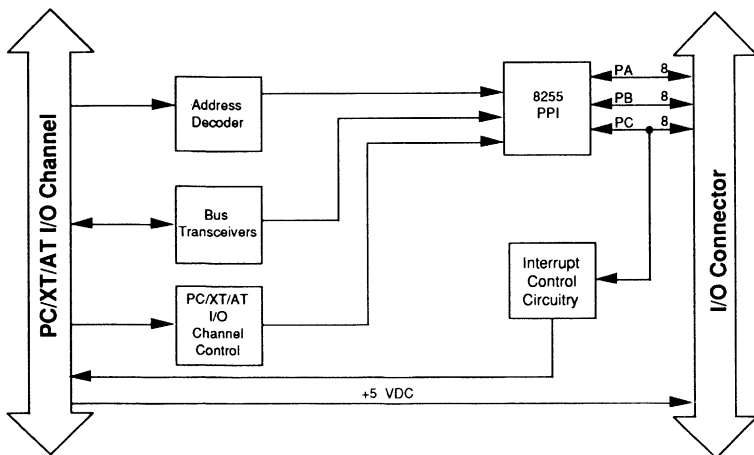 PC/XT/AT I/O Channel
Address
Decoder
Bus
Transceivers
PC/XT/AT
I/O
Channel
Control
8255
PPI
PA 8
PB 8
PC 8
Interrupt
Control
Circuitry
+5 VDC
I/O Connector